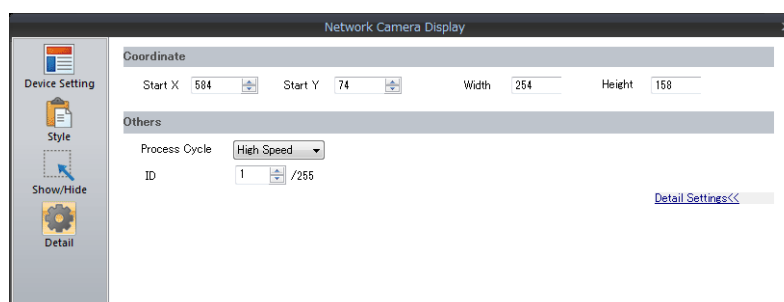 Network Camera Display
Device Setting
Style
Show/Hide
Detail
Coordinate
Start X 584 Start Y 74 Width 254 Height 158
Others
Process Cycle High Speed
ID 1 /255
Detail Settings<<